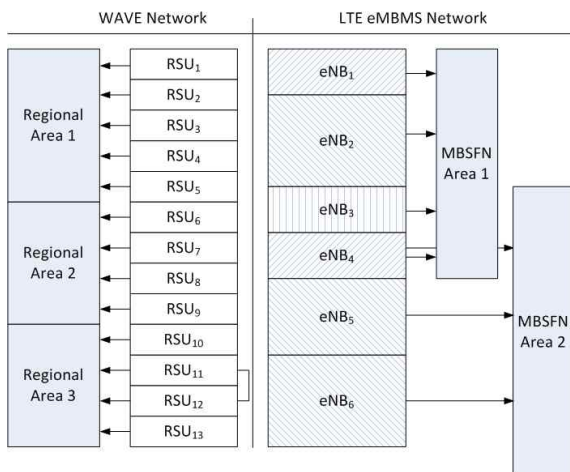 WAVE Network
LTE eMBMS Network
Regional
Area 1
Regional
Area 2
Regional
Area 3
RSU₁
RSU₂
RSU₃
RSU₄
RSU₅
RSU₆
RSU₇
RSU₈
RSU₉
RSU₁₀
RSU₁₁
RSU₁₂
RSU₁₃
eNB₁
eNB₂
eNB₃
eNB₄
eNB₅
eNB₆
MBSFN
Area 1
MBSFN
Area 2